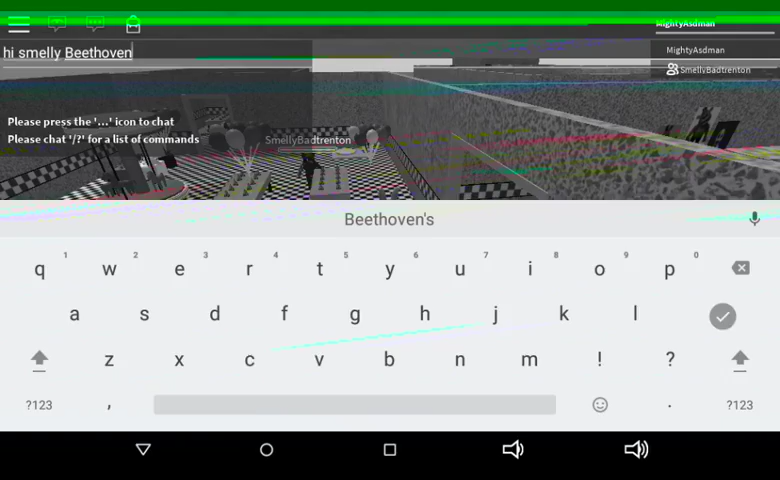 MightyAsdman
hi smelly Beethoven
MightyAsdman
SmellyBadtrenton
Please press the '...' icon to chat
Please chat '/?' for a list of commands
SmellyBadtrenton
Beethoven's
1 2 3 4 5 6 7 8 9 0
q w e r t y u i o p
a s d f g h j k l
z x c v b n m ! ?
?123 , . ?123